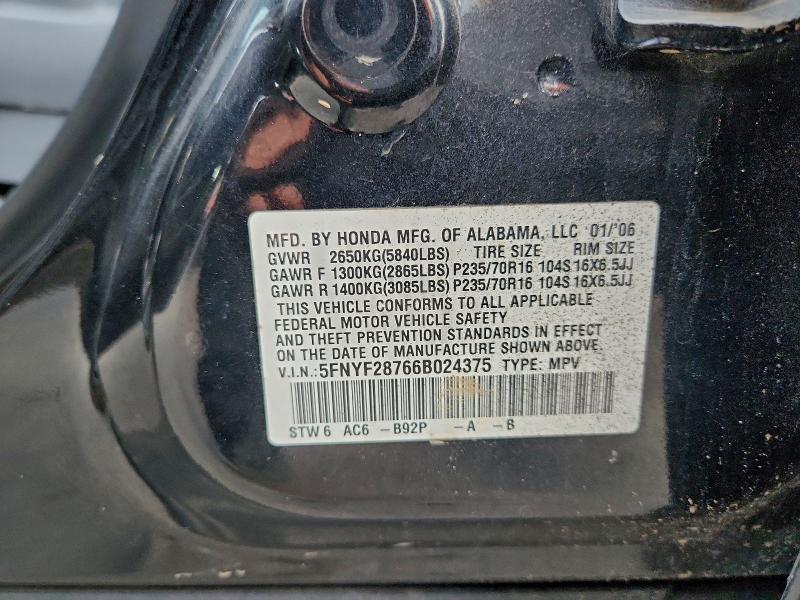 MFD. BY HONDA MFG. OF ALABAMA, LLC 01/'06
GVWR 2650KG(5840LBS) TIRE SIZE RIM SIZE
GAWR F 1300KG(2865LBS) P235/70R16 104S 16X6.5JJ
GAWR R 1400KG(3085LBS) P235/70R16 104S 16X6.5JJ
THIS VEHICLE CONFORMS TO ALL APPLICABLE
FEDERAL MOTOR VEHICLE SAFETY
AND THEFT PREVENTION STANDARDS IN EFFECT
ON THE DATE OF MANUFACTURE SHOWN ABOVE.
V.I.N.: 5FNYF28766B024375 TYPE: MPV
STW 6 AC6 -B92P -A -B